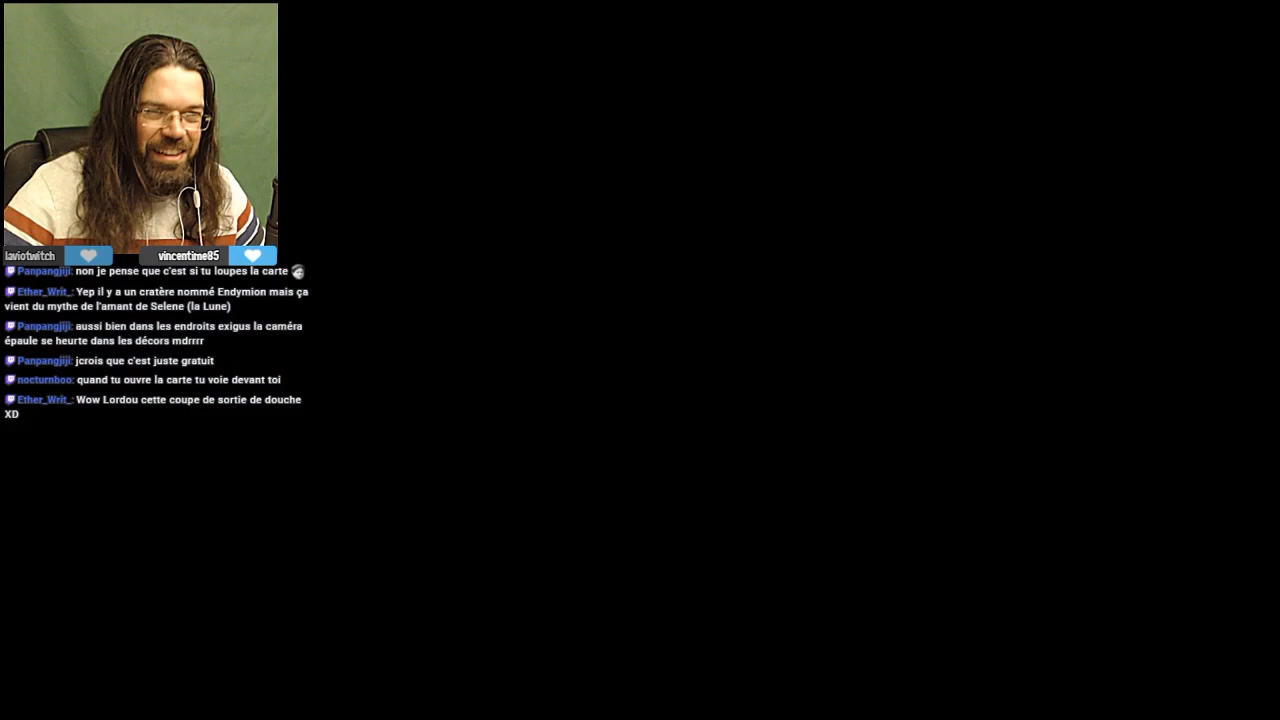 laviotwitch vincentime85
Panpangjiji: non je pense que c'est si tu loupes la carte
Ether_Writ_: Yep il y a un cratère nommé Endymion mais ça
vient du mythe de l'amant de Selene (la Lune)
Panpangjiji: aussi bien dans les endroits exigus la caméra
épaule se heurte dans les décors mdrrrr
Panpangjiji: jcrois que c'est juste gratuit
nocturnboo: quand tu ouvre la carte tu voie devant toi
Ether_Writ_: Wow Lordou cette coupe de sortie de douche
XD